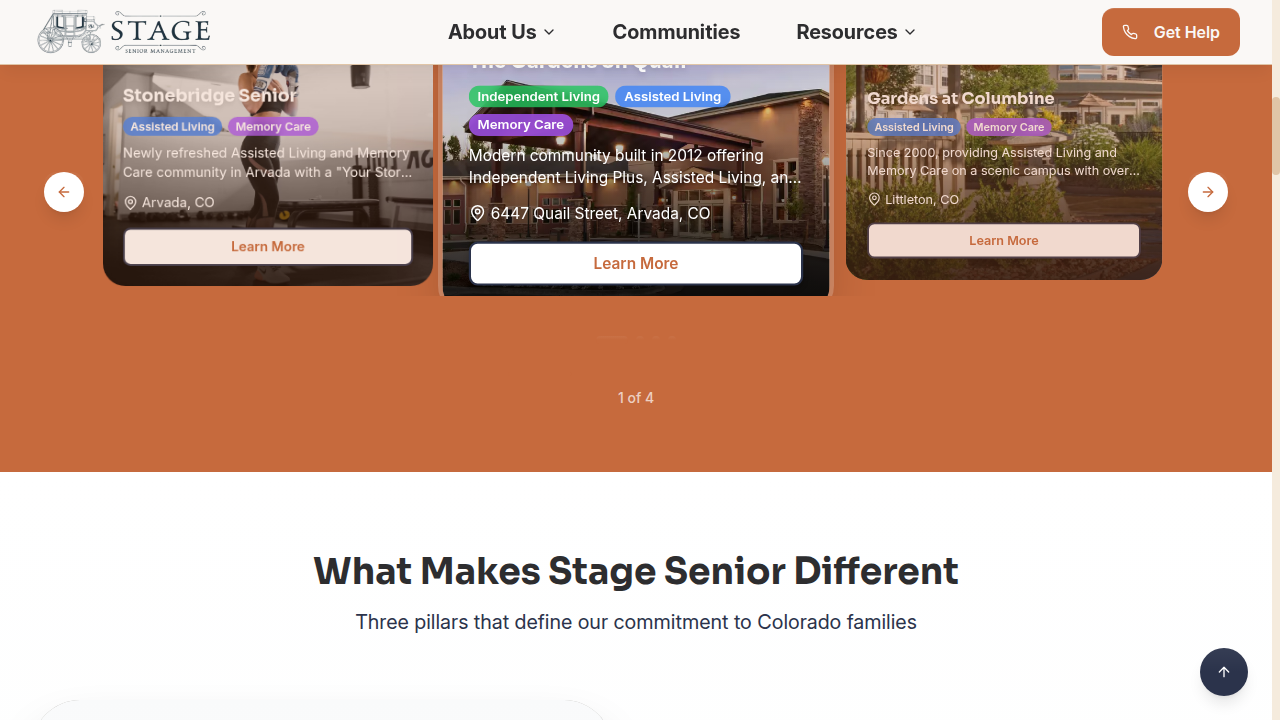 STAGE
SENIOR MANAGEMENT
About Us
Communities
Resources
Get Help
Stonebridge Senior
Assisted Living
Memory Care
Newly refreshed Assisted Living and Memory
Care community in Arvada with a "Your Stor...
Arvada, CO
Learn More
The Gardens on Quail
Independent Living
Assisted Living
Memory Care
Modern community built in 2012 offering
Independent Living Plus, Assisted Living, an...
6447 Quail Street, Arvada, CO
Learn More
Gardens at Columbine
Assisted Living
Memory Care
Since 2000, providing Assisted Living and
Memory Care on a scenic campus with over...
Littleton, CO
Learn More
1 of 4
What Makes Stage Senior Different
Three pillars that define our commitment to Colorado families